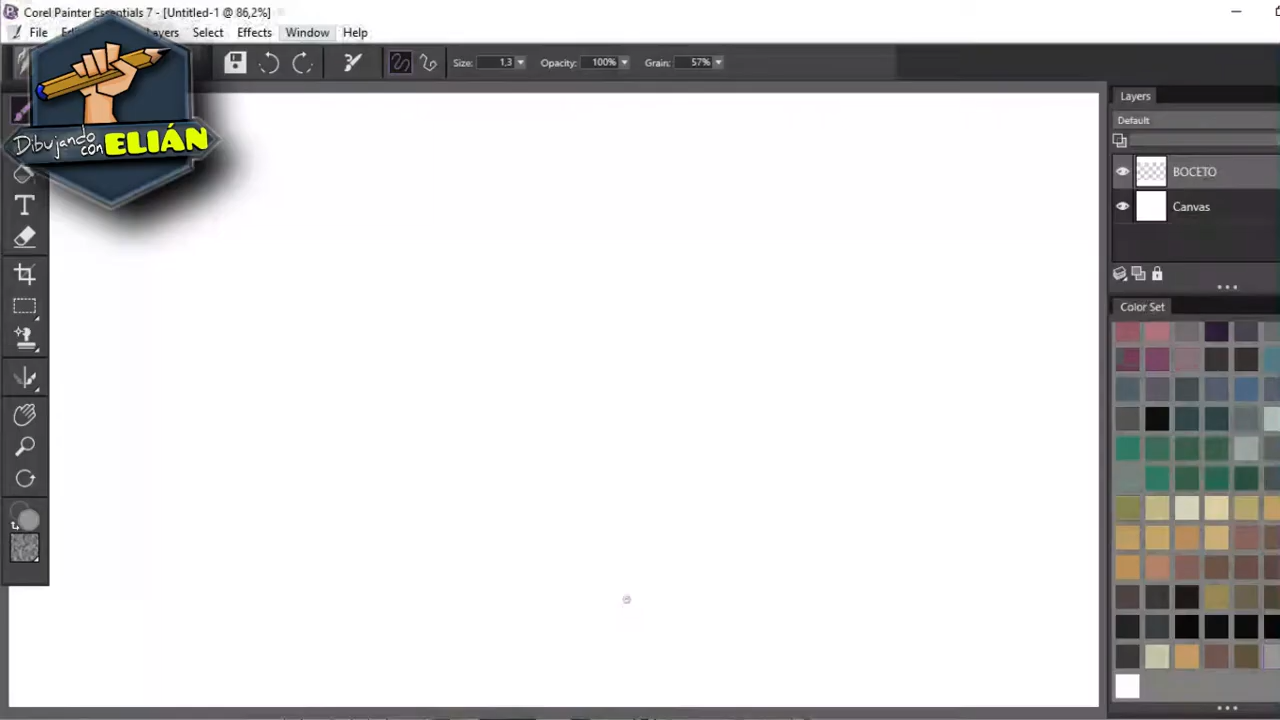 Corel Painter Essentials 7 - [Untitled-1 @ 86,2%]
File
Select Effects Window Help
Size: 1,3 Opacity: 100% Grain: 57%
Dibujando
con ELIÁN
T
Layers
Default
BOCETO
Canvas
Color Set